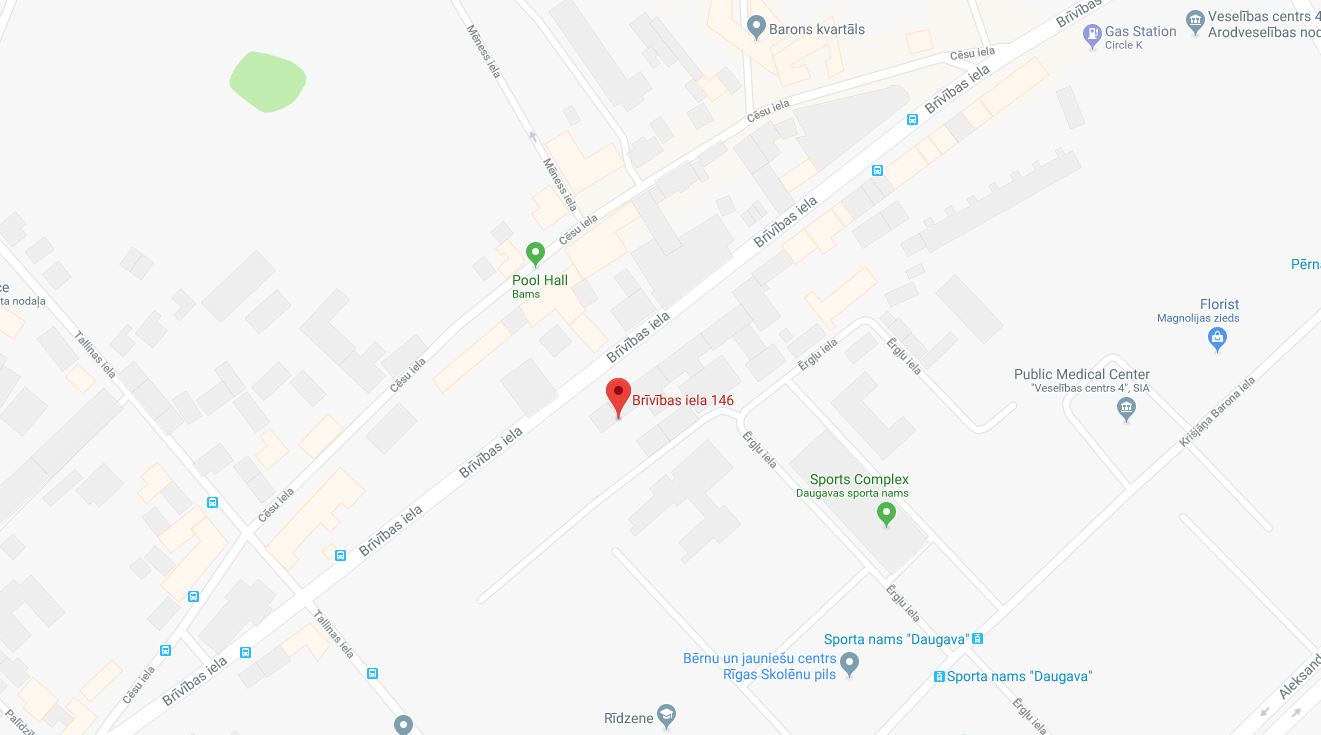 Brīvības
Veselības centrs 4
Arodveselības nod
Gas Station
Circle K
Barons kvartāls
Mēness iela
Cēsu iela
Brīvības iela
Cēsu iela
Mēness iela
Brīvības iela
Cēsu iela
Pērna
Pool Hall
Bams
ce
ta nodaļa
Florist
Magnolijas zieds
Brīvības iela
Tallinas iela
Ērgļu iela
Ērgļu iela
Cēsu iela
Public Medical Center
"Veselības centrs 4", SIA
Brīvības iela 146
Krišjāņa Barona iela
Brīvības iela
Ērgļu iela
Sports Complex
Daugavas sporta nams
Cēsu iela
Brīvības iela
Ērgļu iela
Tallinas iela
Sporta nams "Daugava"
Bērnu un jauniešu centrs
Rīgas Skolēnu pils
Sporta nams "Daugava"
Cēsu iela
Brīvības iela
Aleksand
Rīdzene
Ērgļu iela
Palīdzī